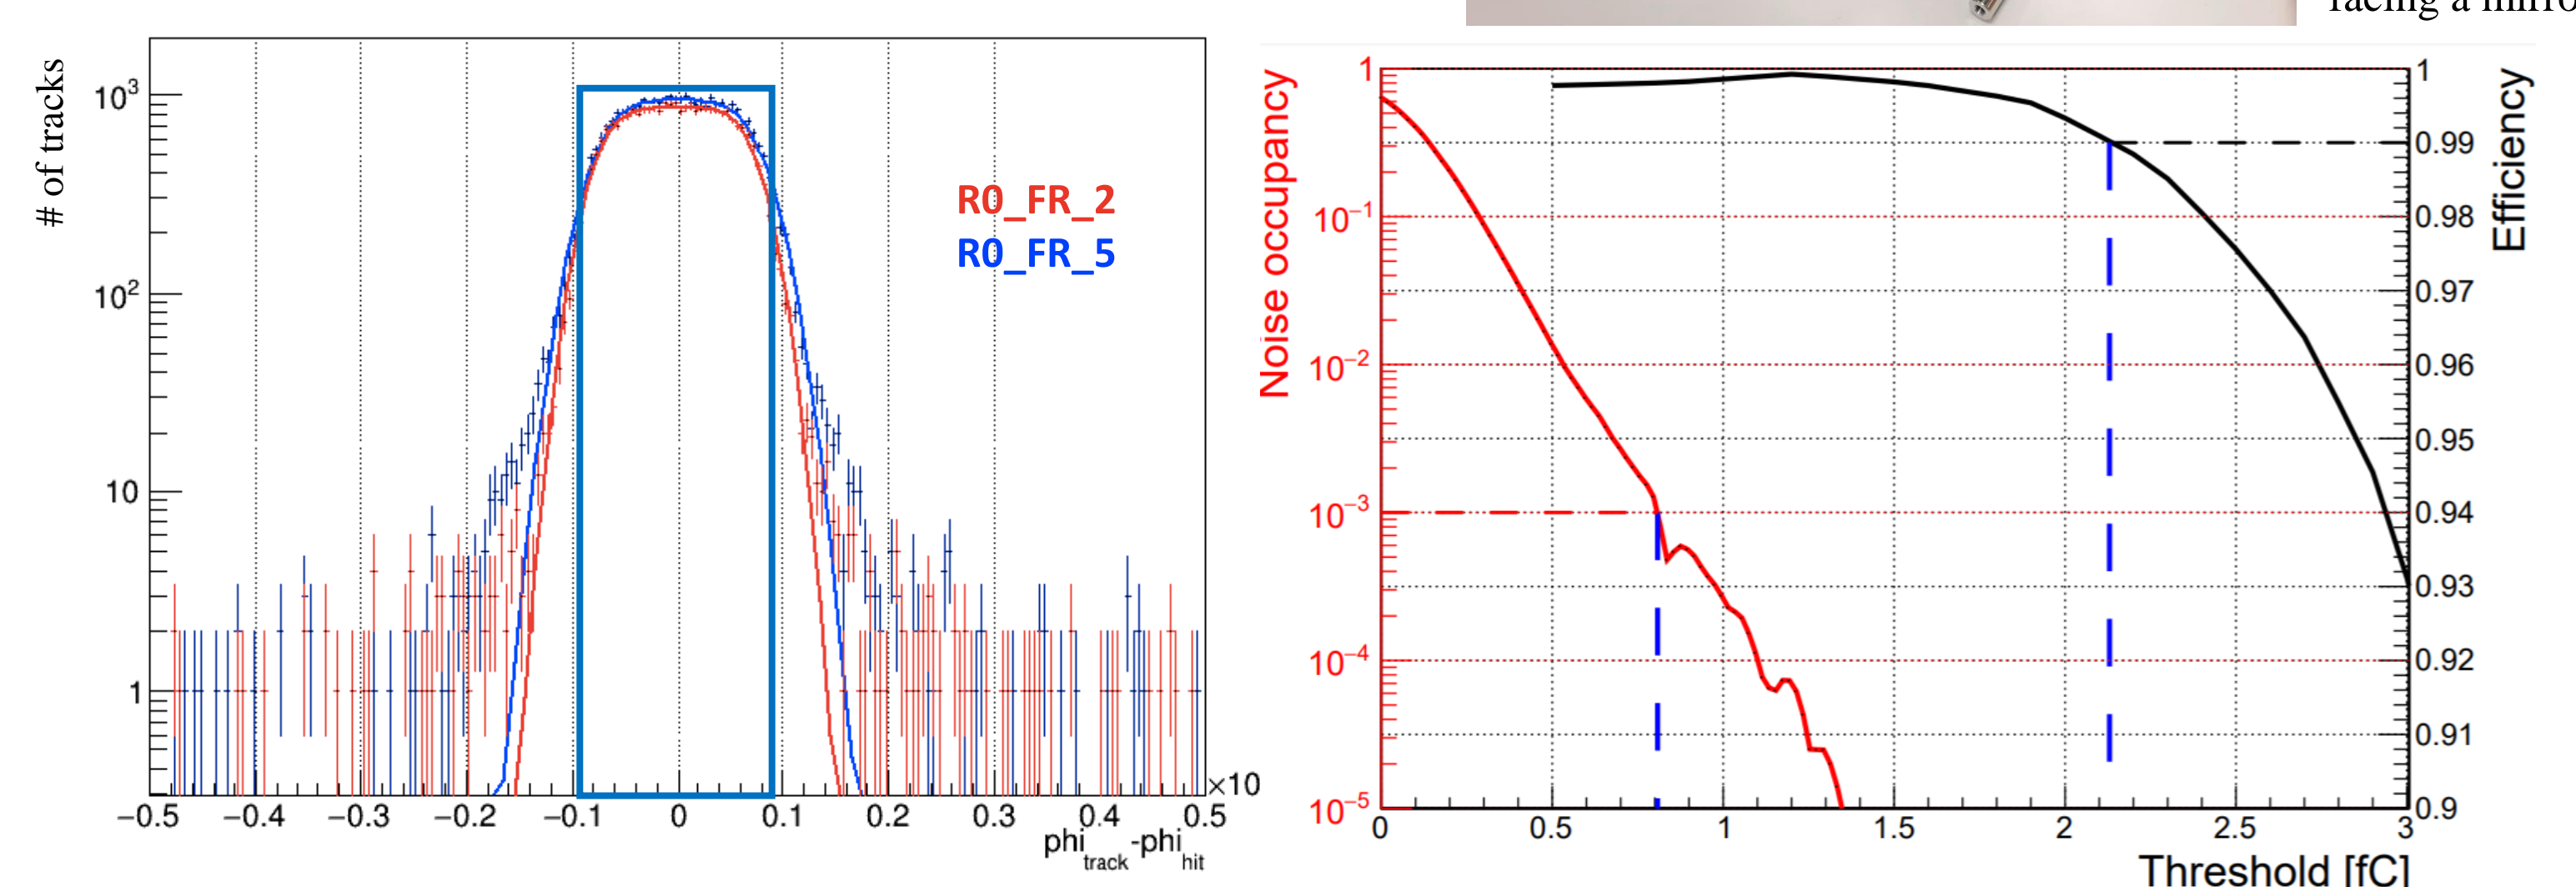 facing a mirro
# of tracks
10³
10²
10
1
R0_FR_2
R0_FR_5
−0.5 −0.4 −0.3 −0.2 −0.1 0 0.1 0.2 0.3 0.4 0.5
×10
phi_track-phi_hit
Noise occupancy
1
10⁻¹
10⁻²
10⁻³
10⁻⁴
10⁻⁵
1
0.99
0.98
0.97
0.96
0.95
0.94
0.93
0.92
0.91
0.9
Efficiency
0 0.5 1 1.5 2 2.5 3
Threshold [fC]